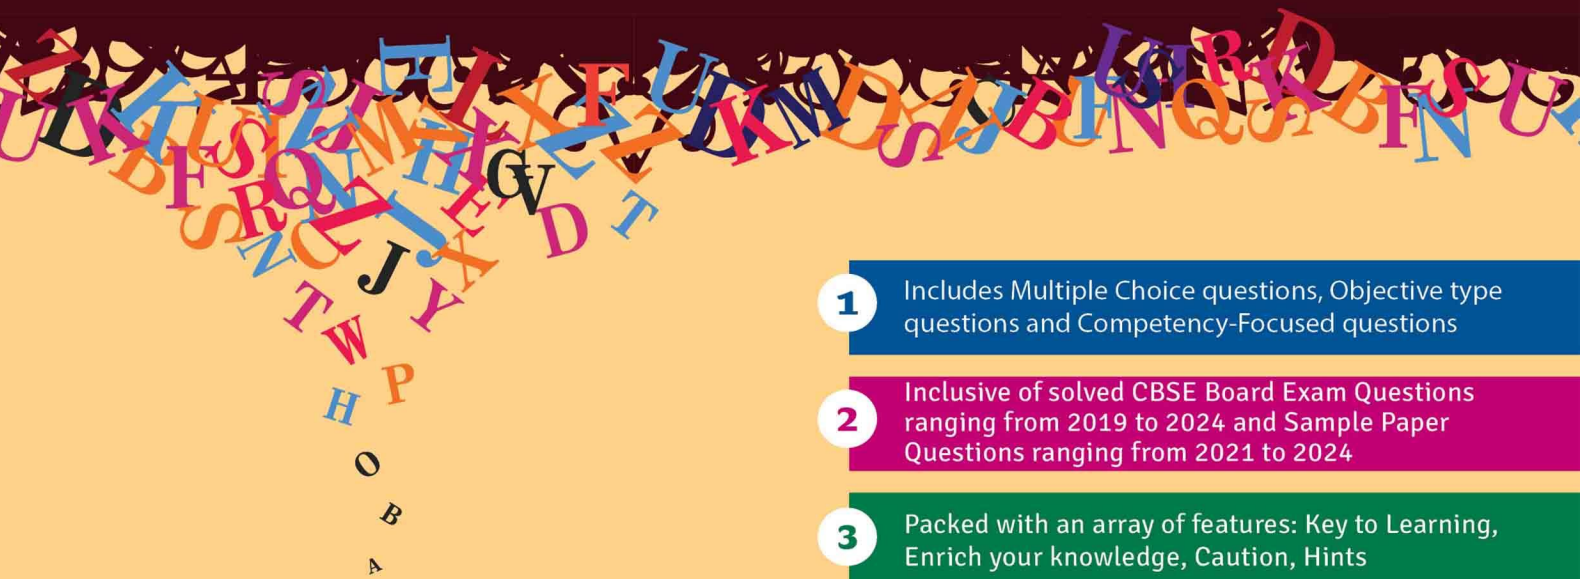 1
Includes Multiple Choice questions, Objective type
questions and Competency-Focused questions
2
Inclusive of solved CBSE Board Exam Questions
ranging from 2019 to 2024 and Sample Paper
Questions ranging from 2021 to 2024
3
Packed with an array of features: Key to Learning,
Enrich your knowledge, Caution, Hints